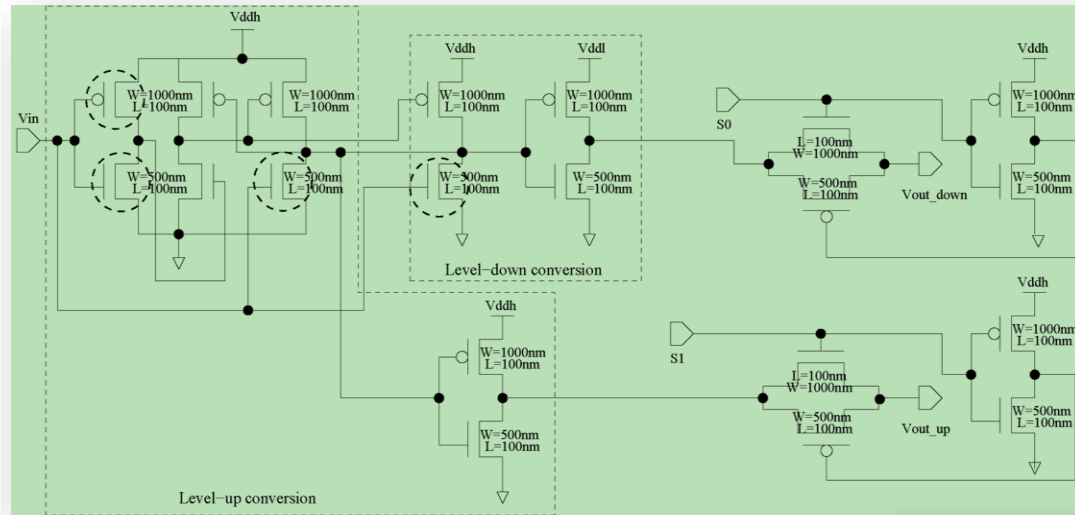 Vddh
Vddh
Vddl
Vddh
W=1000nm
L=100nm
W=1000nm
L=100nm
W=1000nm
L=100nm
W=1000nm
L=100nm
W=1000nm
L=100nm
S0
Vin
L=100nm
W=1000nm
W=500nm
L=100nm
W=500nm
L=100nm
W=500nm
L=100nm
W=500nm
L=100nm
W=500nm
L=100nm
W=500nm
L=100nm
Vout_down
Level-down conversion
Vddh
Vddh
S1
W=1000nm
L=100nm
W=1000nm
L=100nm
L=100nm
W=1000nm
W=500nm
L=100nm
W=500nm
L=100nm
W=500nm
L=100nm
Vout_up
Level-up conversion